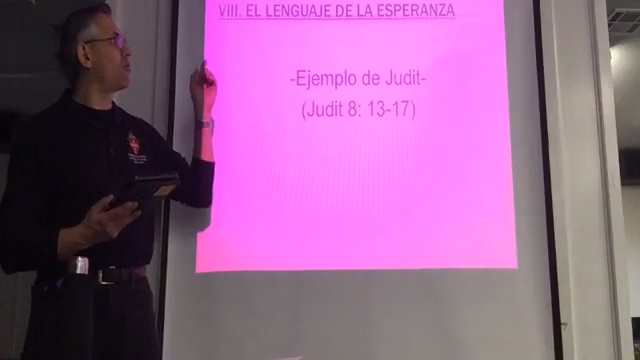 VIII. EL LENGUAJE DE LA ESPERANZA
-Ejemplo de Judit-
(Judit 8: 13-17)